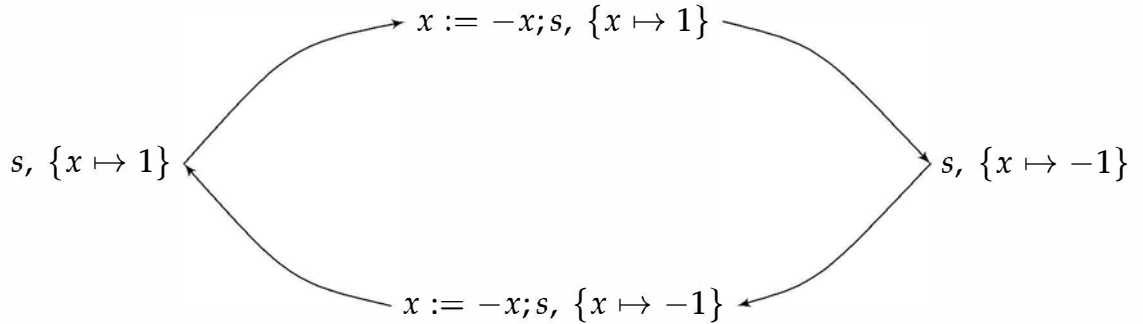 x := −x; s, {x ↦ 1}
s, {x ↦ 1}
s, {x ↦ −1}
x := −x; s, {x ↦ −1}